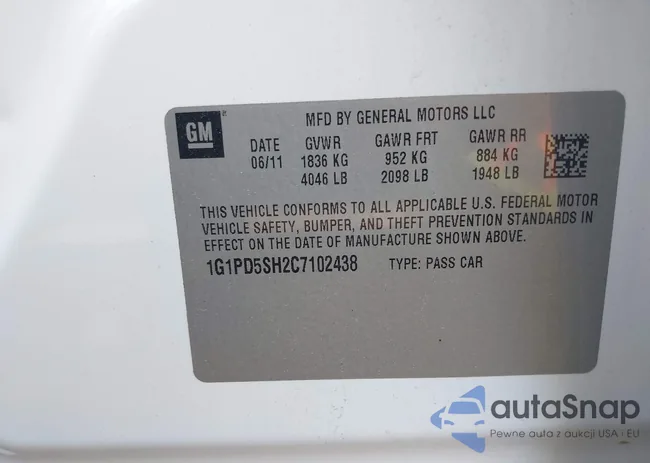 GM
MFD BY GENERAL MOTORS LLC
DATE GVWR GAWR FRT GAWR RR
06/11 1836 KG 952 KG 884 KG
4046 LB 2098 LB 1948 LB
THIS VEHICLE CONFORMS TO ALL APPLICABLE U.S. FEDERAL MOTOR
VEHICLE SAFETY, BUMPER, AND THEFT PREVENTION STANDARDS IN
EFFECT ON THE DATE OF MANUFACTURE SHOWN ABOVE.
1G1PD5SH2C7102438 TYPE: PASS CAR
autaSnap
Pewne auta z aukcji USA i EU